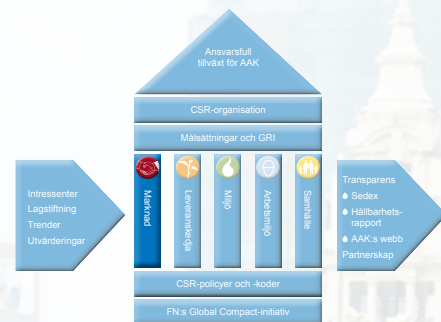 Ansvarsfull
tillväxt för AAK
CSR-organisation
Målsättningar och GRI
Intressenter
Lagstiftning
Trender
Utvärderingar
Marknad
Leveranskedja
Miljö
Arbetsmiljö
Samhälle
Transparens
Sedex
Hållbarhets-
rapport
AAK:s webb
Partnerskap
CSR-policyer och -koder
FN:s Global Compact-initiativ